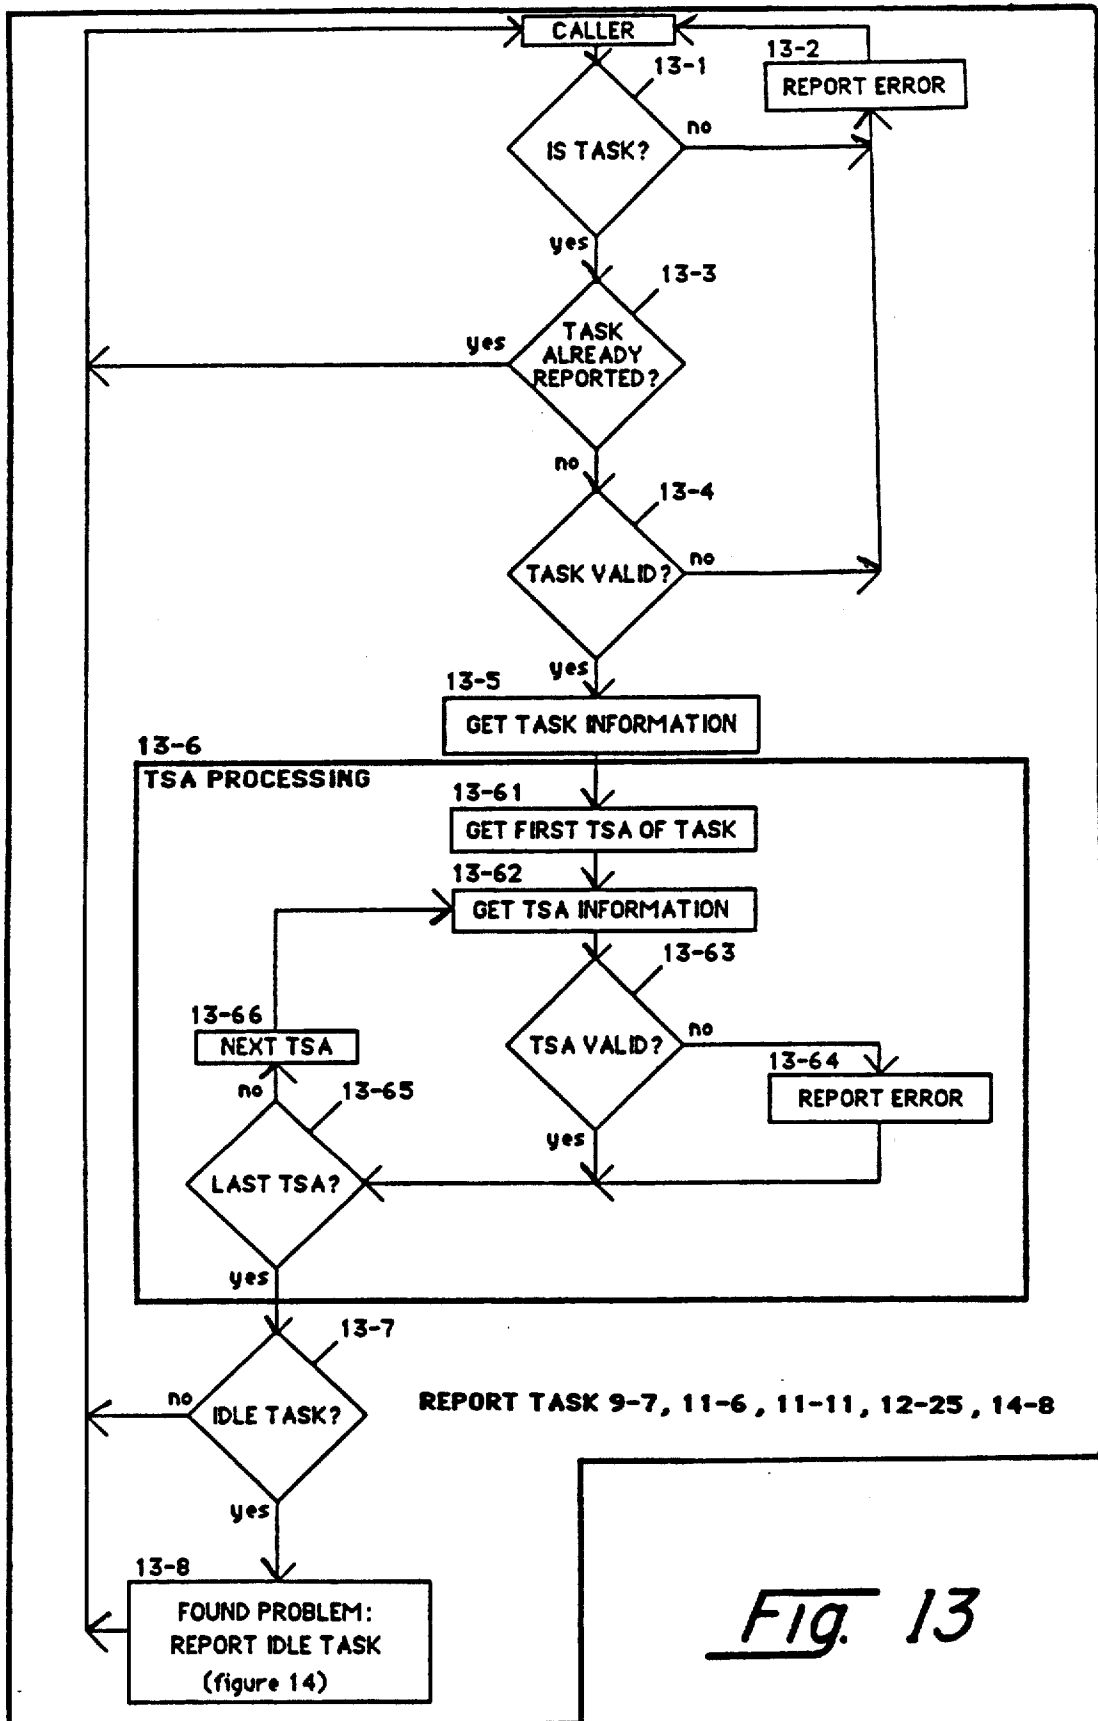 CALLER
13-1
13-2
REPORT ERROR
IS TASK?
no
yes
13-3
TASK
ALREADY
REPORTED?
yes
no
13-4
TASK VALID?
no
yes
13-5
GET TASK INFORMATION
13-6
TSA PROCESSING
13-61
GET FIRST TSA OF TASK
13-62
GET TSA INFORMATION
13-63
TSA VALID?
no
13-64
REPORT ERROR
yes
13-66
NEXT TSA
no
13-65
LAST TSA?
yes
13-7
IDLE TASK?
no
yes
REPORT TASK 9-7, 11-6, 11-11, 12-25, 14-8
13-8
FOUND PROBLEM:
REPORT IDLE TASK
(figure 14)
Fig. 13